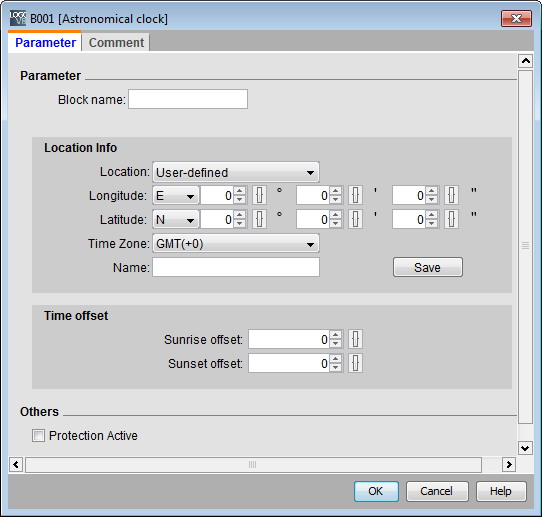 B001 [Astronomical clock]
Parameter Comment
Parameter
Block name:
Location Info
Location: User-defined
Longitude: E 0 ° 0 ' 0 "
Latitude: N 0 ° 0 ' 0 "
Time Zone: GMT(+0)
Name: Save
Time offset
Sunrise offset: 0
Sunset offset: 0
Others
Protection Active
OK Cancel Help